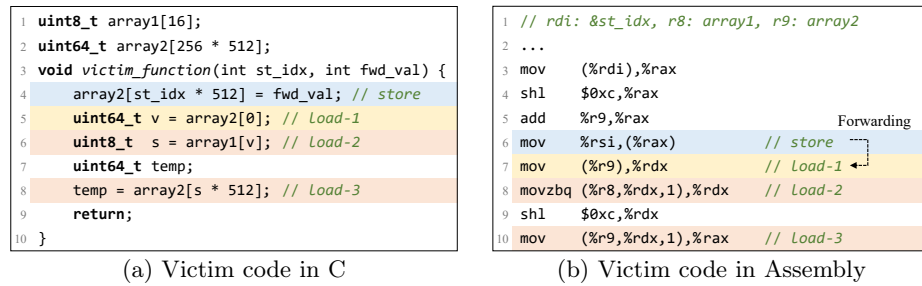 1 uint8_t array1[16];
2 uint64_t array2[256 * 512];
3 void victim_function(int st_idx, int fwd_val) {
4 array2[st_idx * 512] = fwd_val; // store
5 uint64_t v = array2[0]; // load-1
6 uint8_t s = array1[v]; // load-2
7 uint64_t temp;
8 temp = array2[s * 512]; // load-3
9 return;
10 }
(a) Victim code in C
1 // rdi: &st_idx, r8: array1, r9: array2
2 ...
3 mov (%rdi),%rax
4 shl $0xc,%rax
5 add %r9,%rax
Forwarding
6 mov %rsi,(%rax) // store
7 mov (%r9),%rdx // load-1
8 movzbq (%r8,%rdx,1),%rdx // load-2
9 shl $0xc,%rdx
10 mov (%r9,%rdx,1),%rax // load-3
(b) Victim code in Assembly